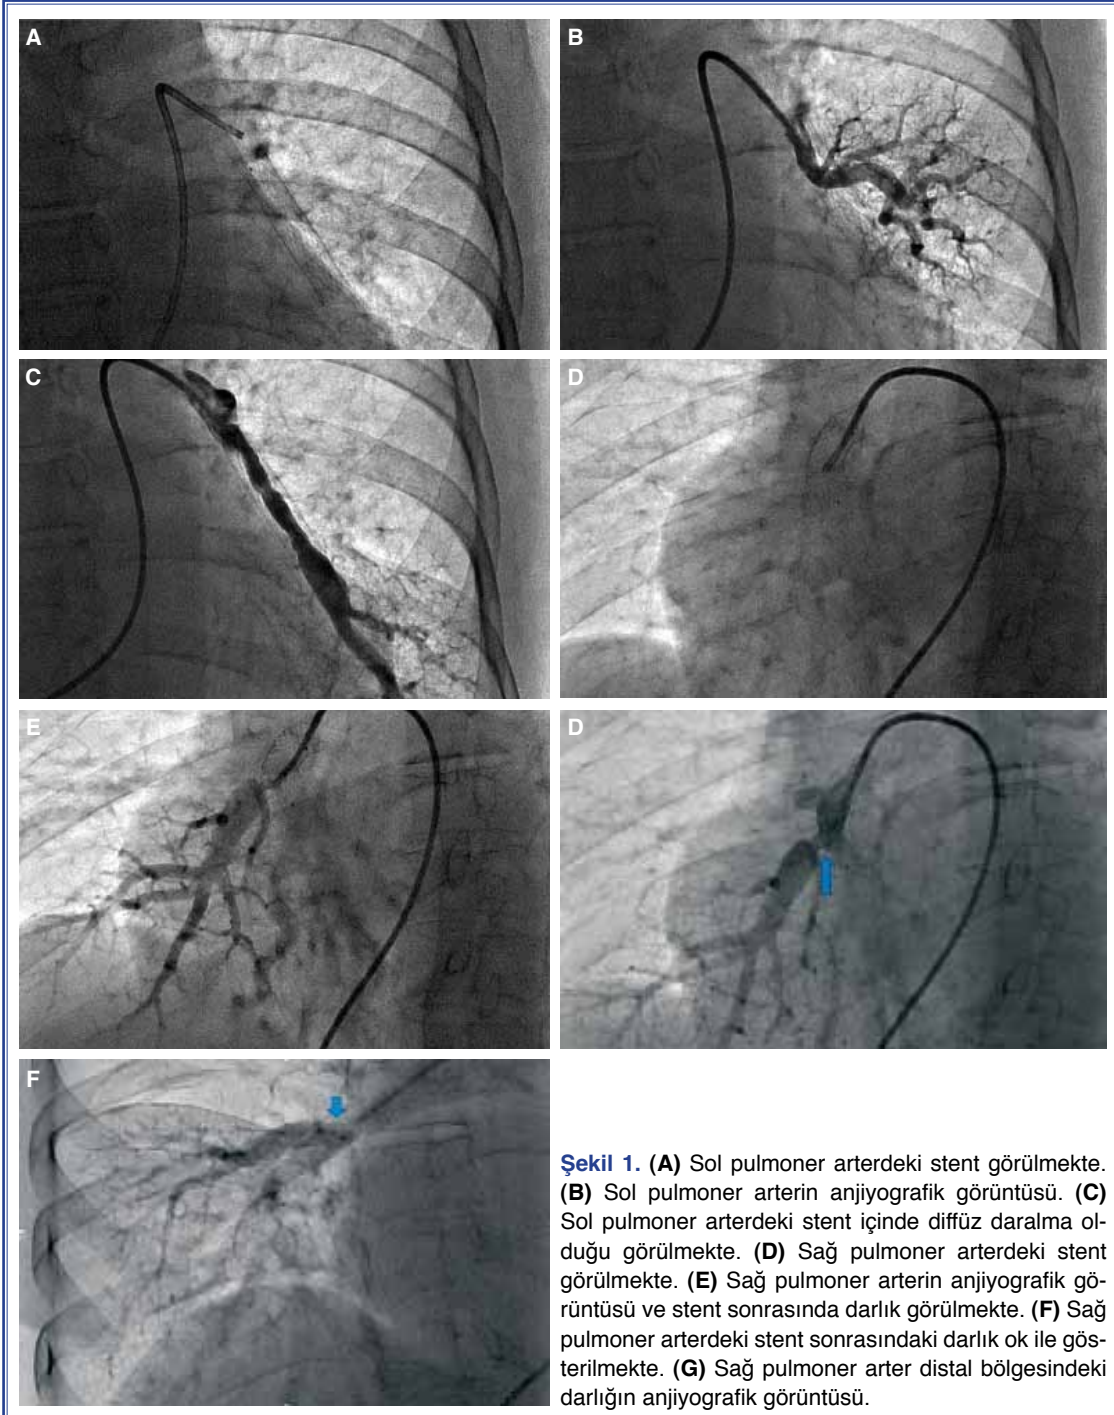 A
B
C
D
E
D
F
Şekil 1. (A) Sol pulmoner arterdeki stent görülmekte.
(B) Sol pulmoner arterin anjiyografik görüntüsü. (C)
Sol pulmoner arterdeki stent içinde diffüz daralma ol-
duğu görülmekte. (D) Sağ pulmoner arterdeki stent
görülmekte. (E) Sağ pulmoner arterin anjiyografik gö-
rüntüsü ve stent sonrasında darlık görülmekte. (F) Sağ
pulmoner arterdeki stent sonrasındaki darlık ok ile gös-
terilmekte. (G) Sağ pulmoner arter distal bölgesindeki
darlığın anjiyografik görüntüsü.